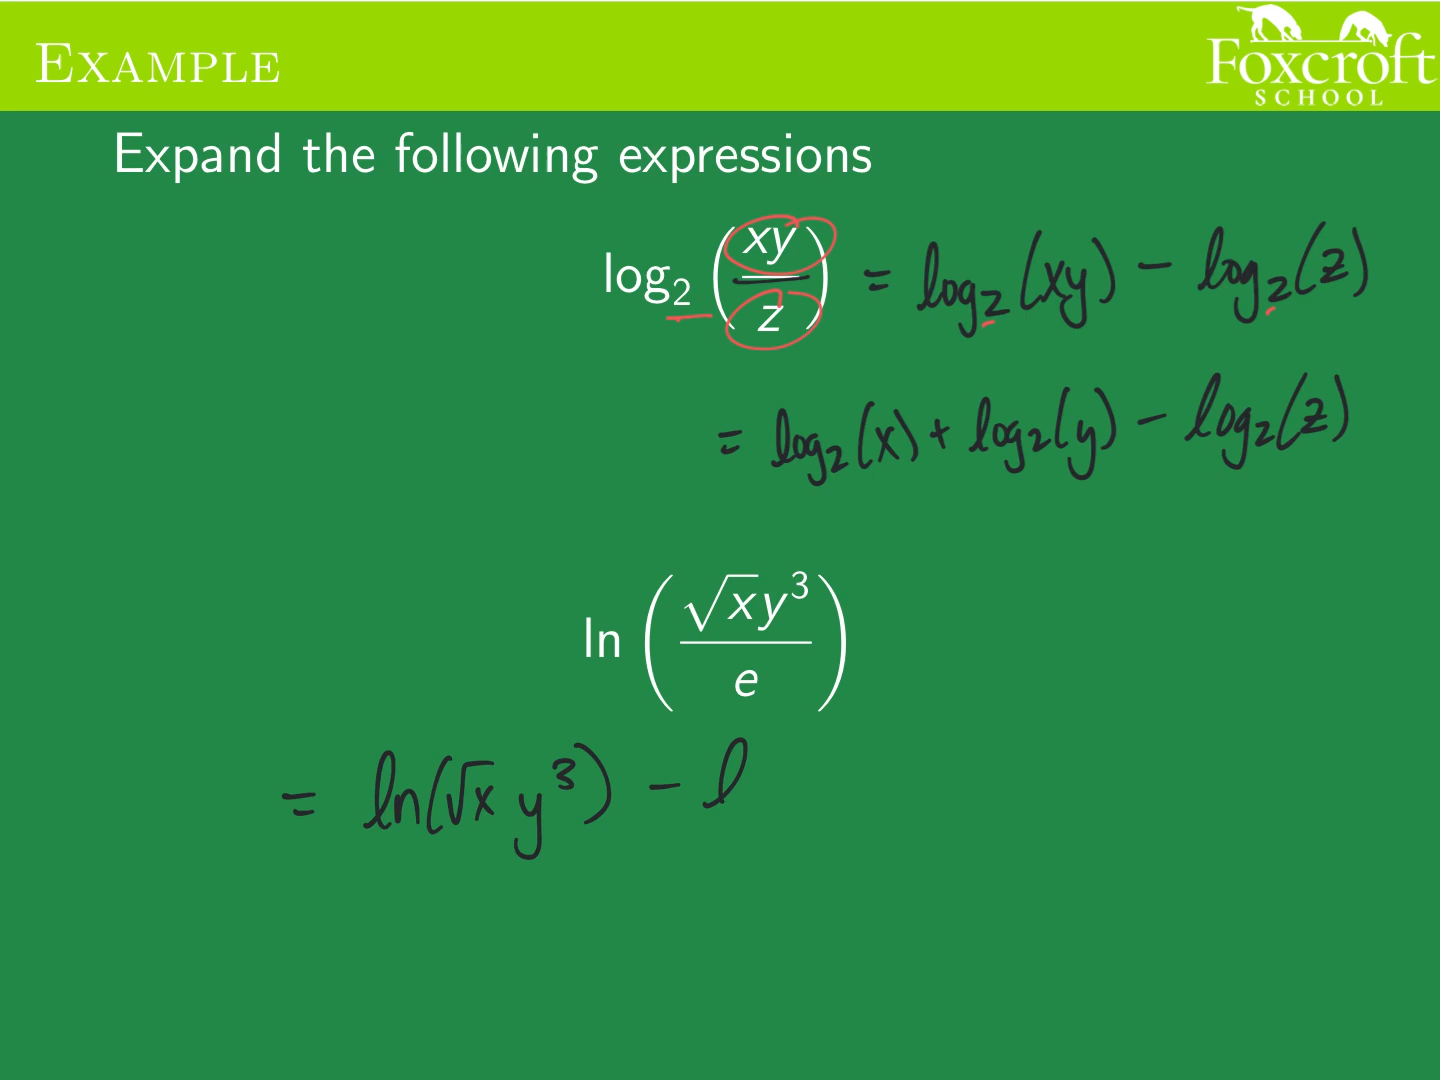 EXAMPLE
Foxcroft
SCHOOL
Expand the following expressions
log₂ (xy/z) = log₂(xy) − log₂(z)
= log₂(x) + log₂(y) − log₂(z)
ln (√x y³/e)
= ln(√x y³) − l